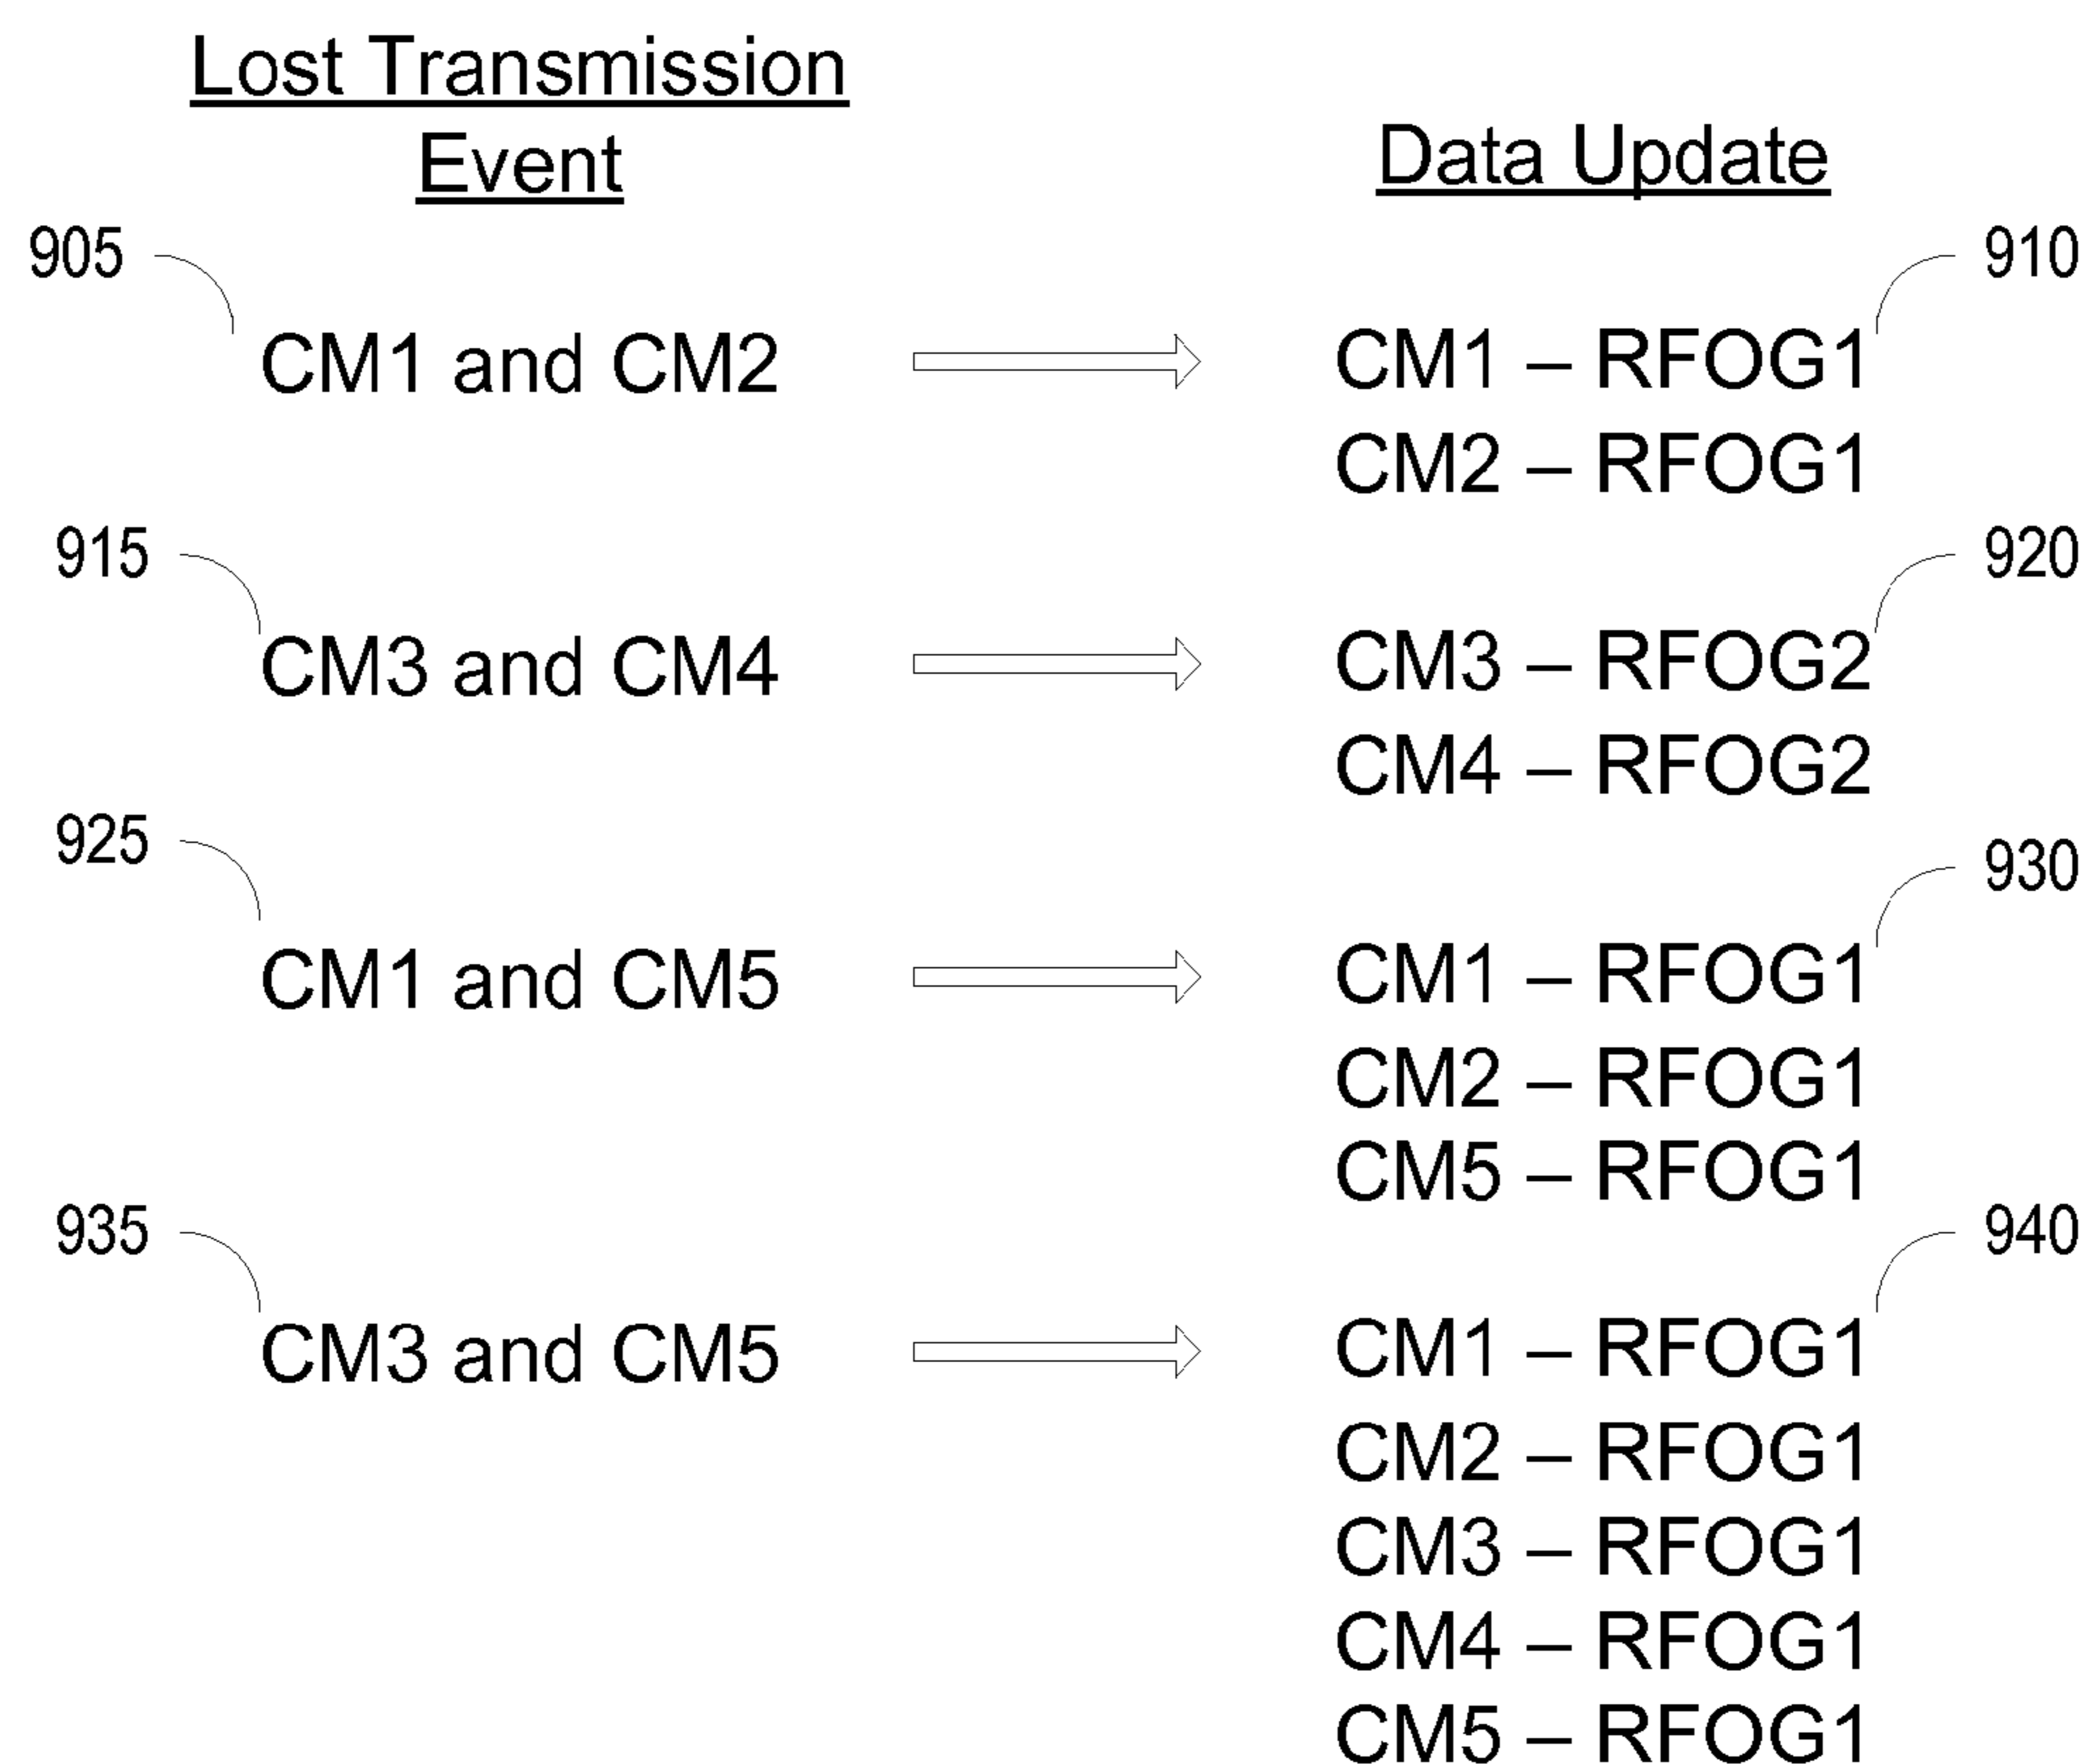 Lost Transmission
Event
Data Update
905
910
CM1 and CM2
CM1 – RFOG1
CM2 – RFOG1
915
920
CM3 and CM4
CM3 – RFOG2
CM4 – RFOG2
925
930
CM1 and CM5
CM1 – RFOG1
CM2 – RFOG1
CM5 – RFOG1
935
940
CM3 and CM5
CM1 – RFOG1
CM2 – RFOG1
CM3 – RFOG1
CM4 – RFOG1
CM5 – RFOG1